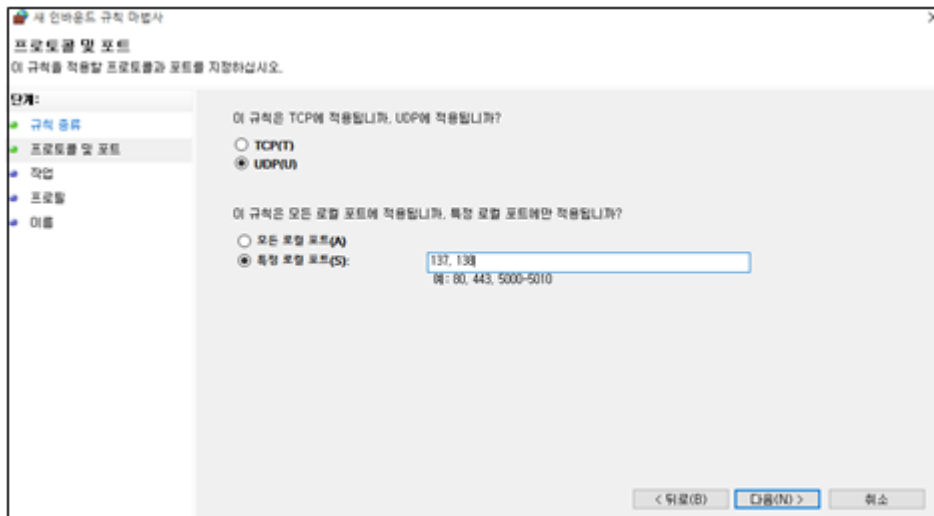 새 인바운드 규칙 마법사
프로토콜 및 포트
이 규칙을 적용할 프로토콜과 포트를 지정하십시오.
단계:
규칙 종류
프로토콜 및 포트
작업
프로필
이름
이 규칙은 TCP에 적용됩니까, UDP에 적용됩니까?
TCP(T)
UDP(U)
이 규칙은 모든 로컬 포트에 적용됩니까, 특정 로컬 포트에만 적용됩니까?
모든 로컬 포트(A)
특정 로컬 포트(S):
137, 138
예: 80, 443, 5000-5010
< 뒤로(B)
다음(N) >
취소